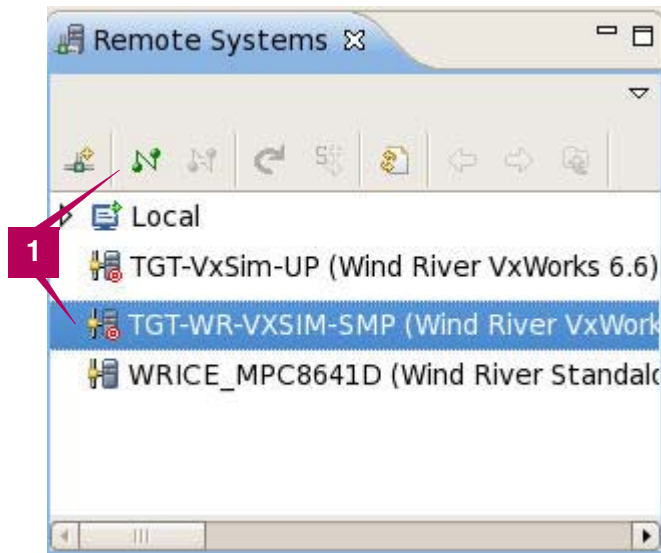 Remote Systems
1
Local
TGT-VxSim-UP (Wind River VxWorks 6.6)
TGT-WR-VXSIM-SMP (Wind River VxWork
WRICE_MPC8641D (Wind River Standalo